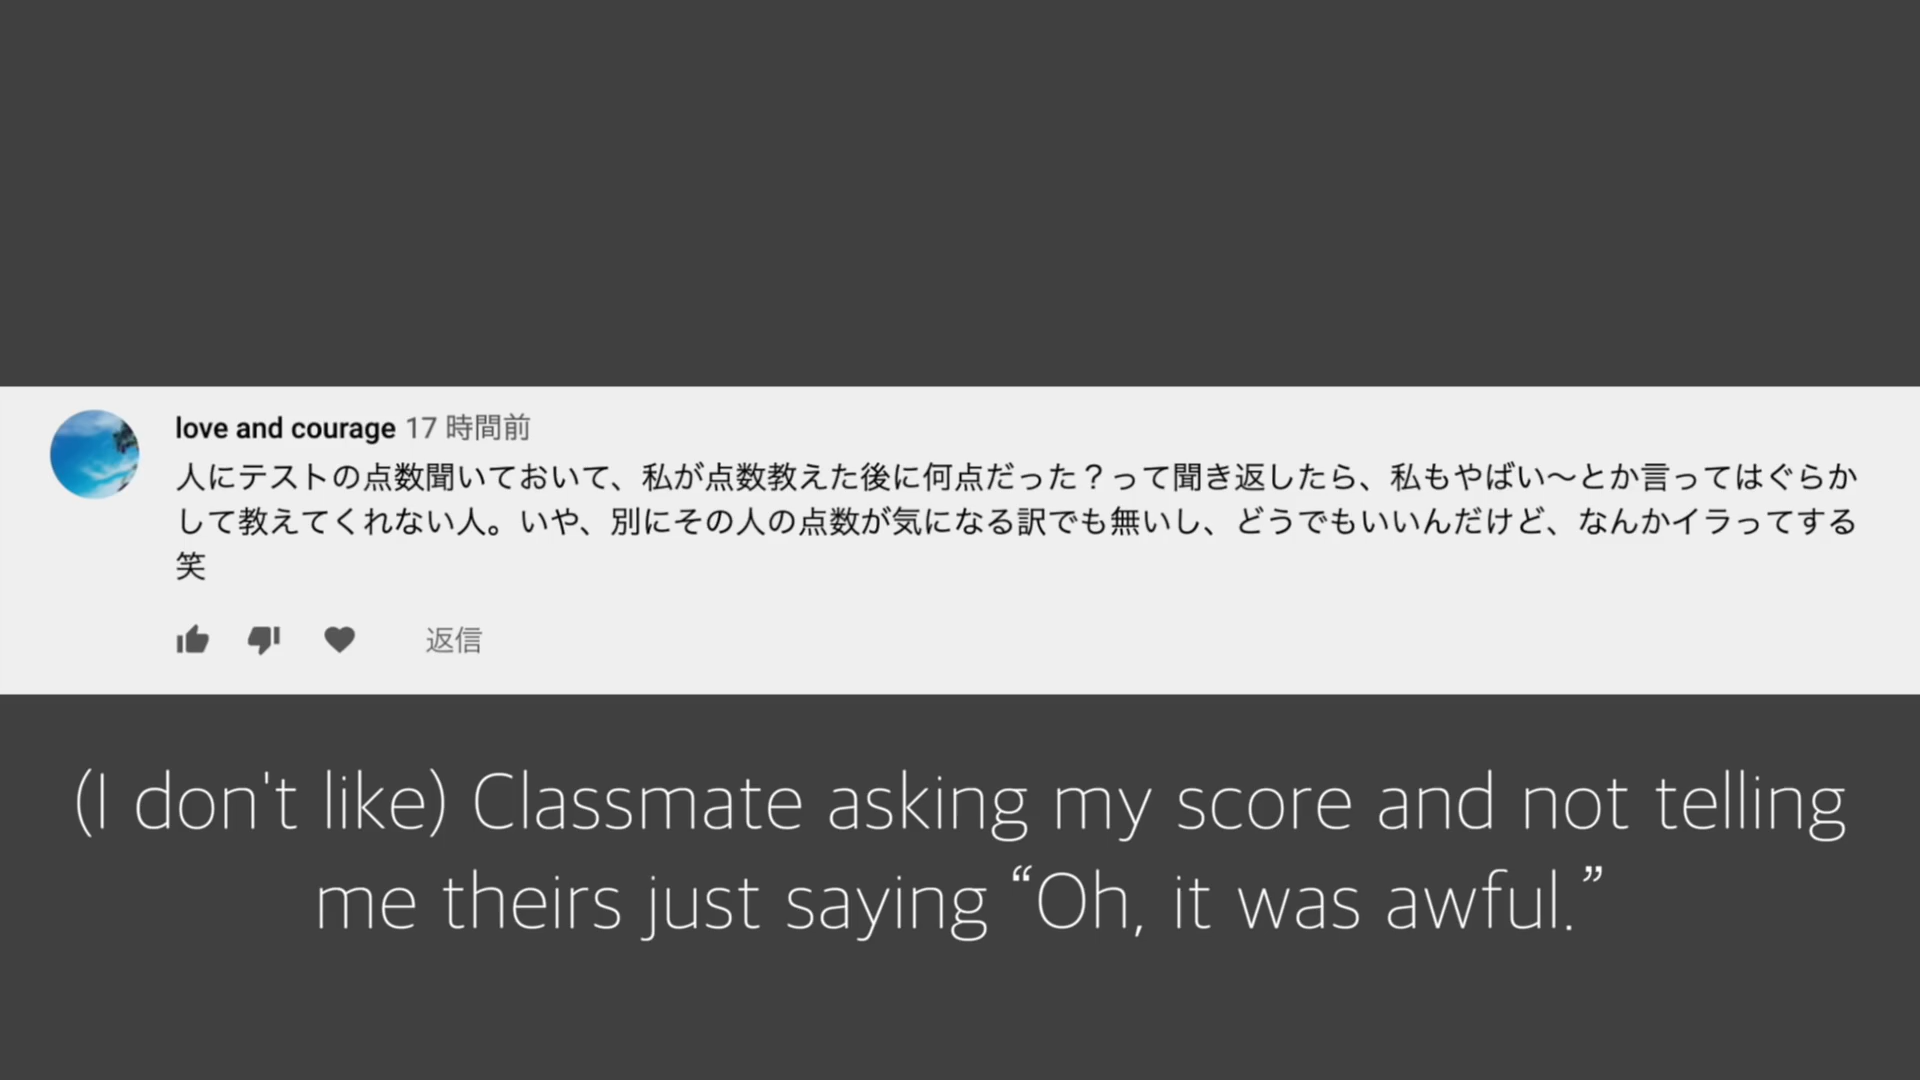 love and courage 17 時間前
人にテストの点数聞いておいて、私が点数教えた後に何点だった？って聞き返したら、私もやばい〜とか言ってはぐらか
して教えてくれない人。いや、別にその人の点数が気になる訳でも無いし、どうでもいいんだけど、なんかイラってする
笑
返信
(I don't like) Classmate asking my score and not telling
me theirs just saying “Oh, it was awful.”